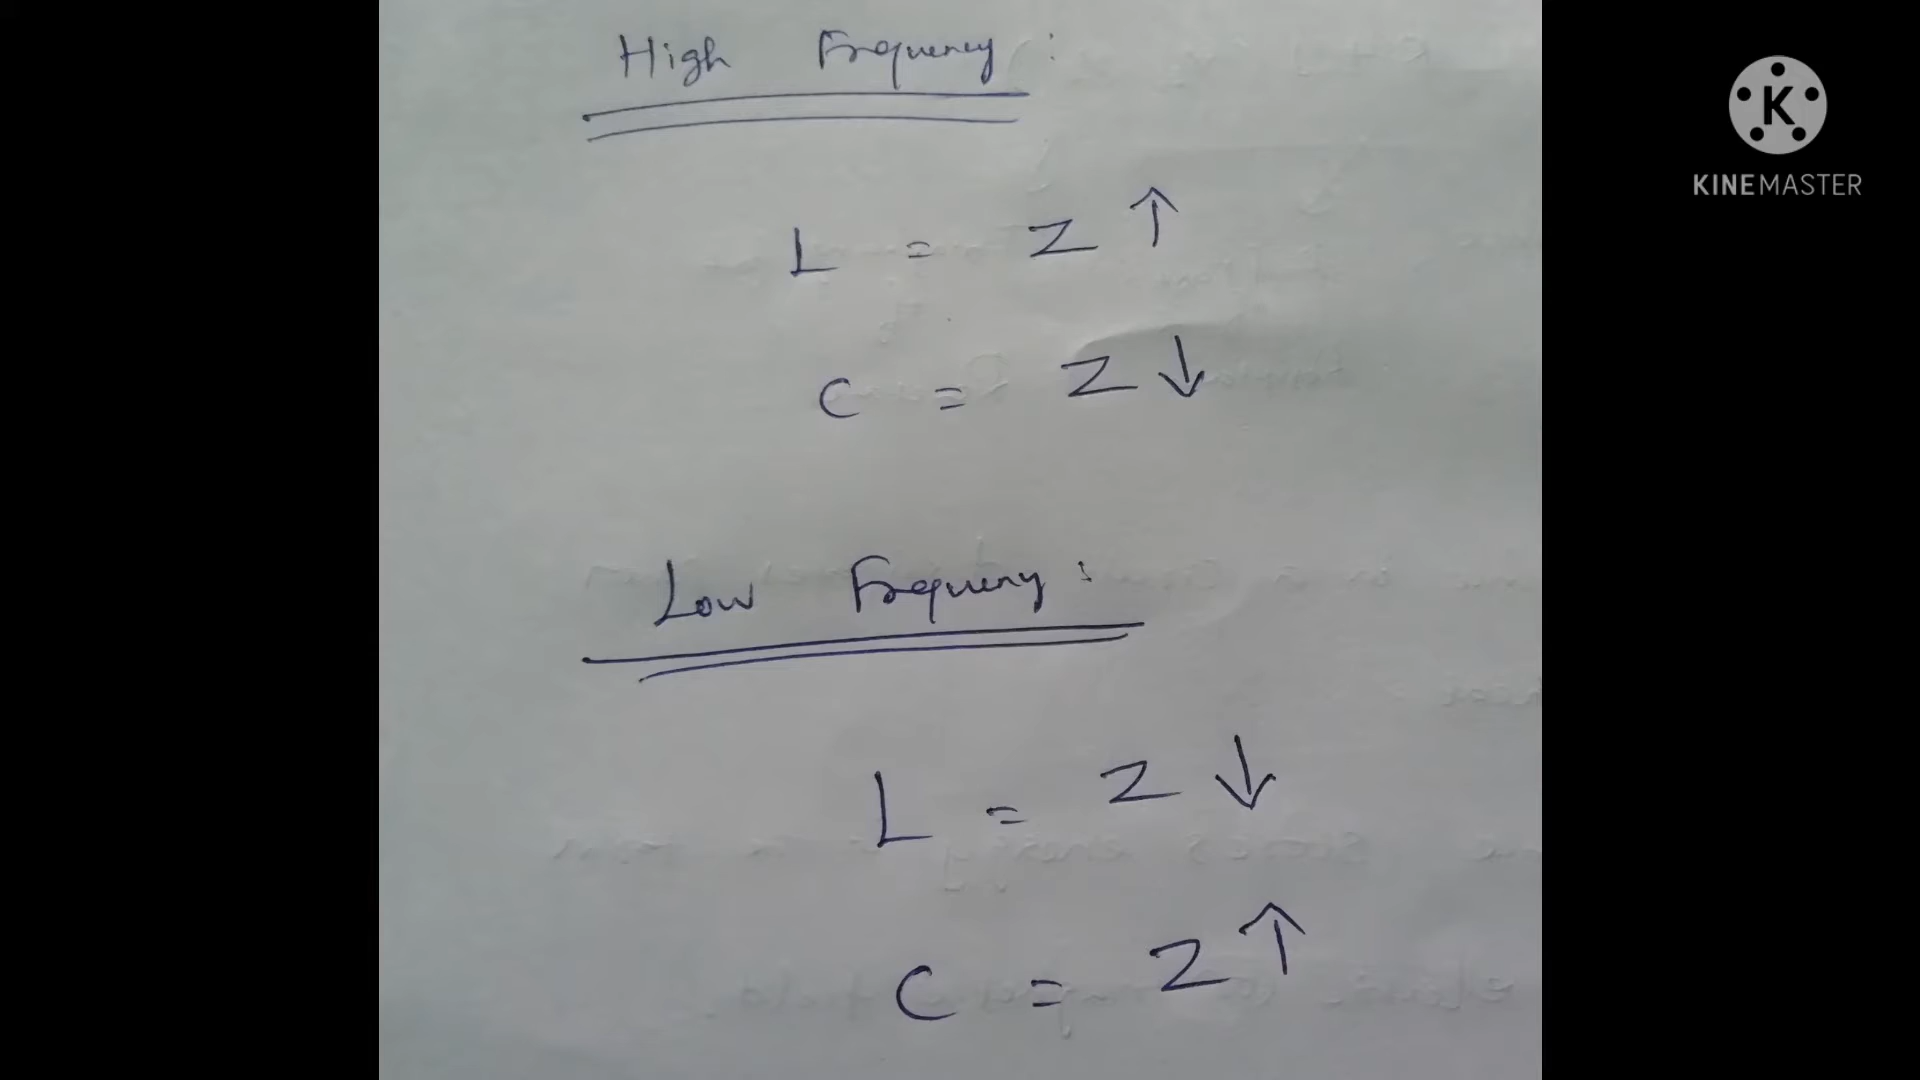 High Frequency :
L = Z ↑
C = Z ↓
Low Frequency :
L = Z ↓
C = Z ↑
K
KINEMASTER